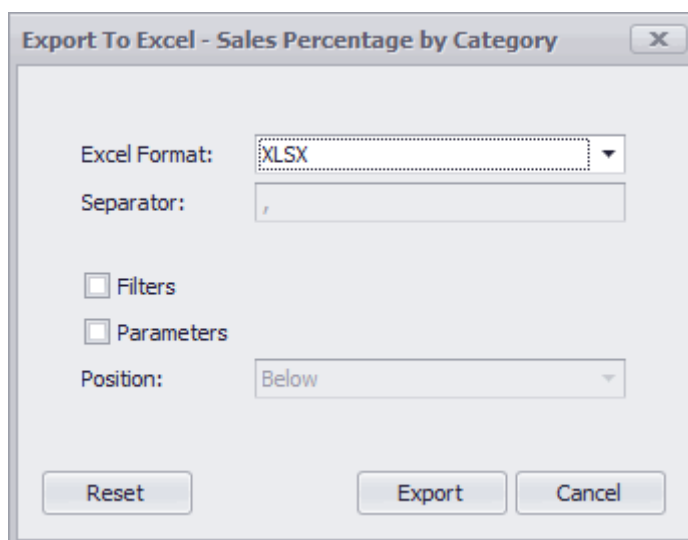 Export To Excel - Sales Percentage by Category
Excel Format: XLSX
Separator: ,
Filters
Parameters
Position: Below
Reset Export Cancel